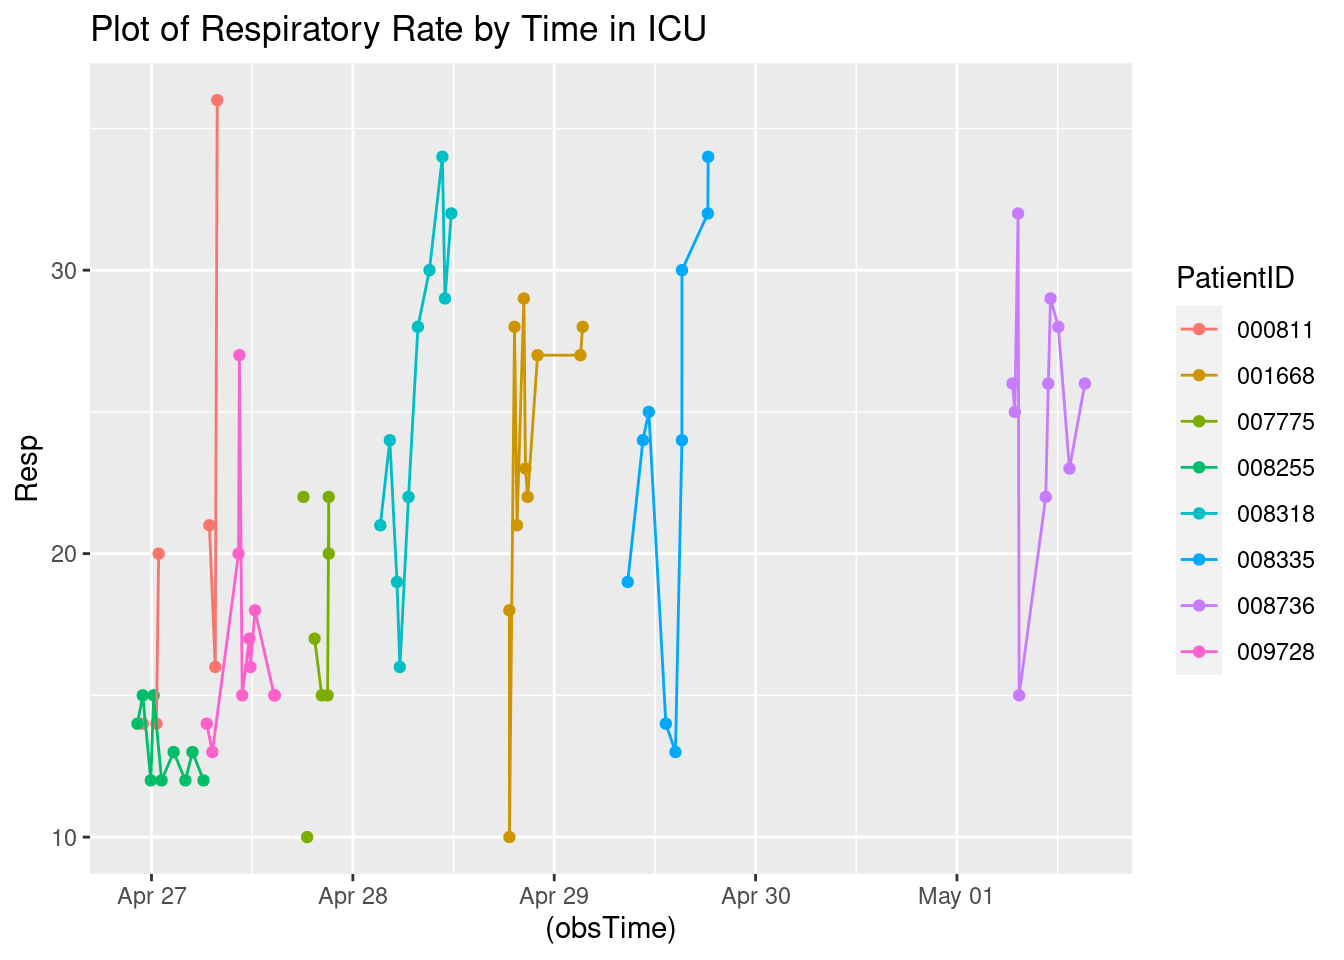 Plot of Respiratory Rate by Time in ICU
Resp
30
20
10
Apr 27
Apr 28
Apr 29
Apr 30
May 01
(obsTime)
PatientID
000811
001668
007775
008255
008318
008335
008736
009728